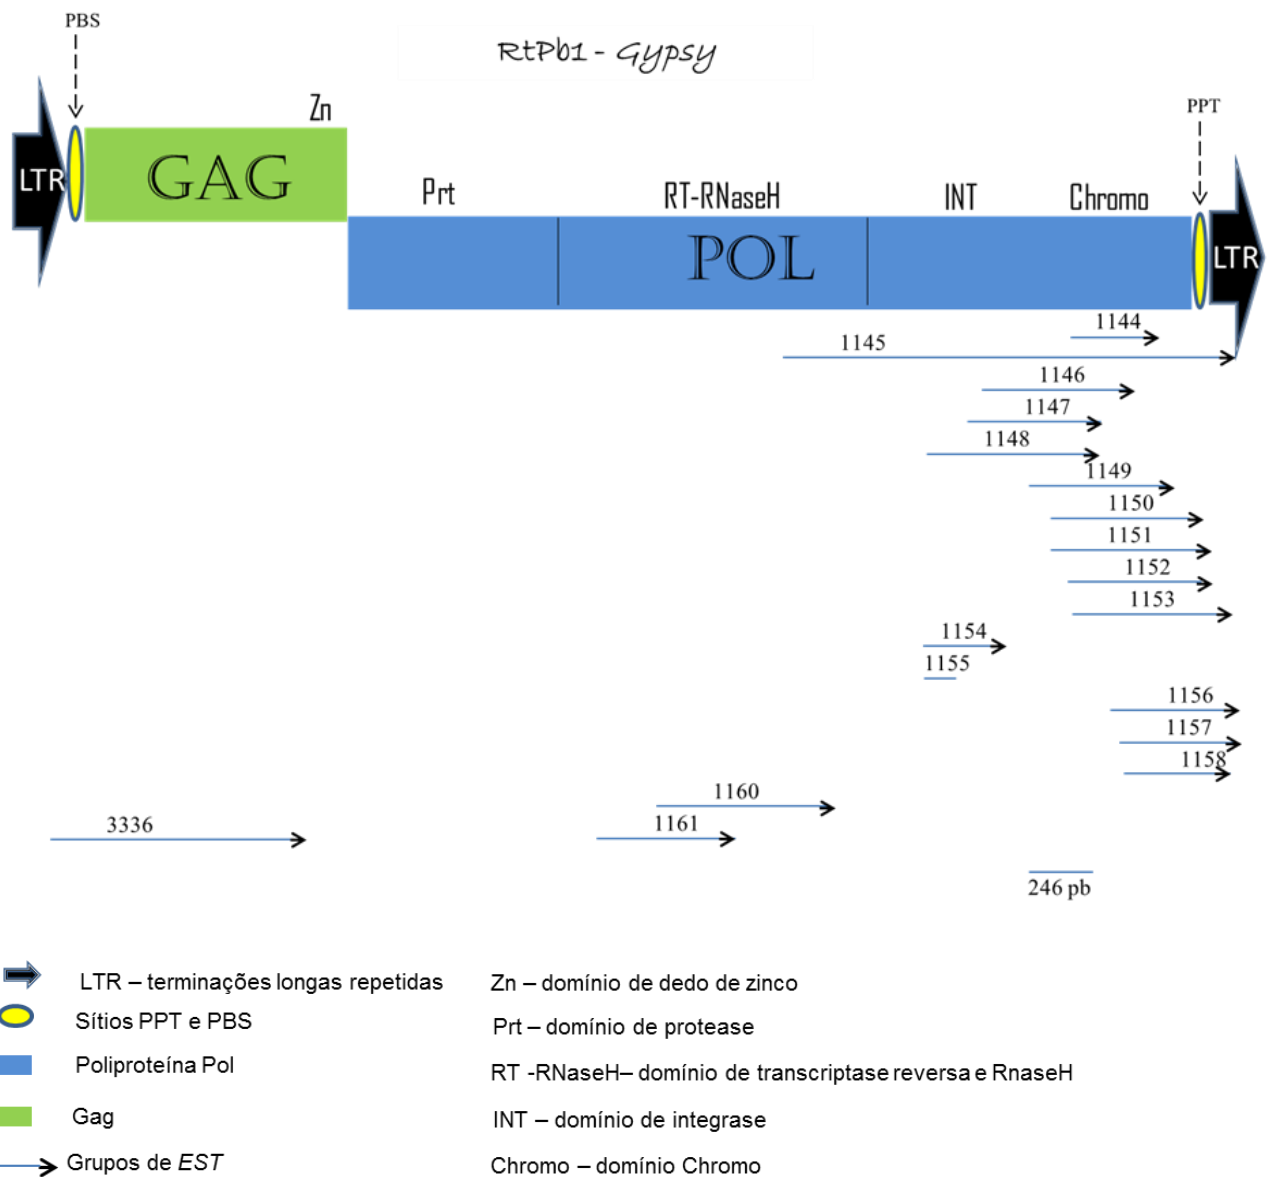 PBS
RtPb1 - Gypsy
Zn
PPT
LTR
GAG
Prt
RT-RNaseH
INT
Chromo
POL
LTR
1144
1145
1146
1147
1148
1149
1150
1151
1152
1153
1154
1155
1156
1157
1158
1160
3336
1161
246 pb
LTR – terminações longas repetidas
Sítios PPT e PBS
Poliproteína Pol
Gag
Grupos de EST
Zn – domínio de dedo de zinco
Prt – domínio de protease
RT -RNaseH– domínio de transcriptase reversa e RnaseH
INT – domínio de integrase
Chromo – domínio Chromo